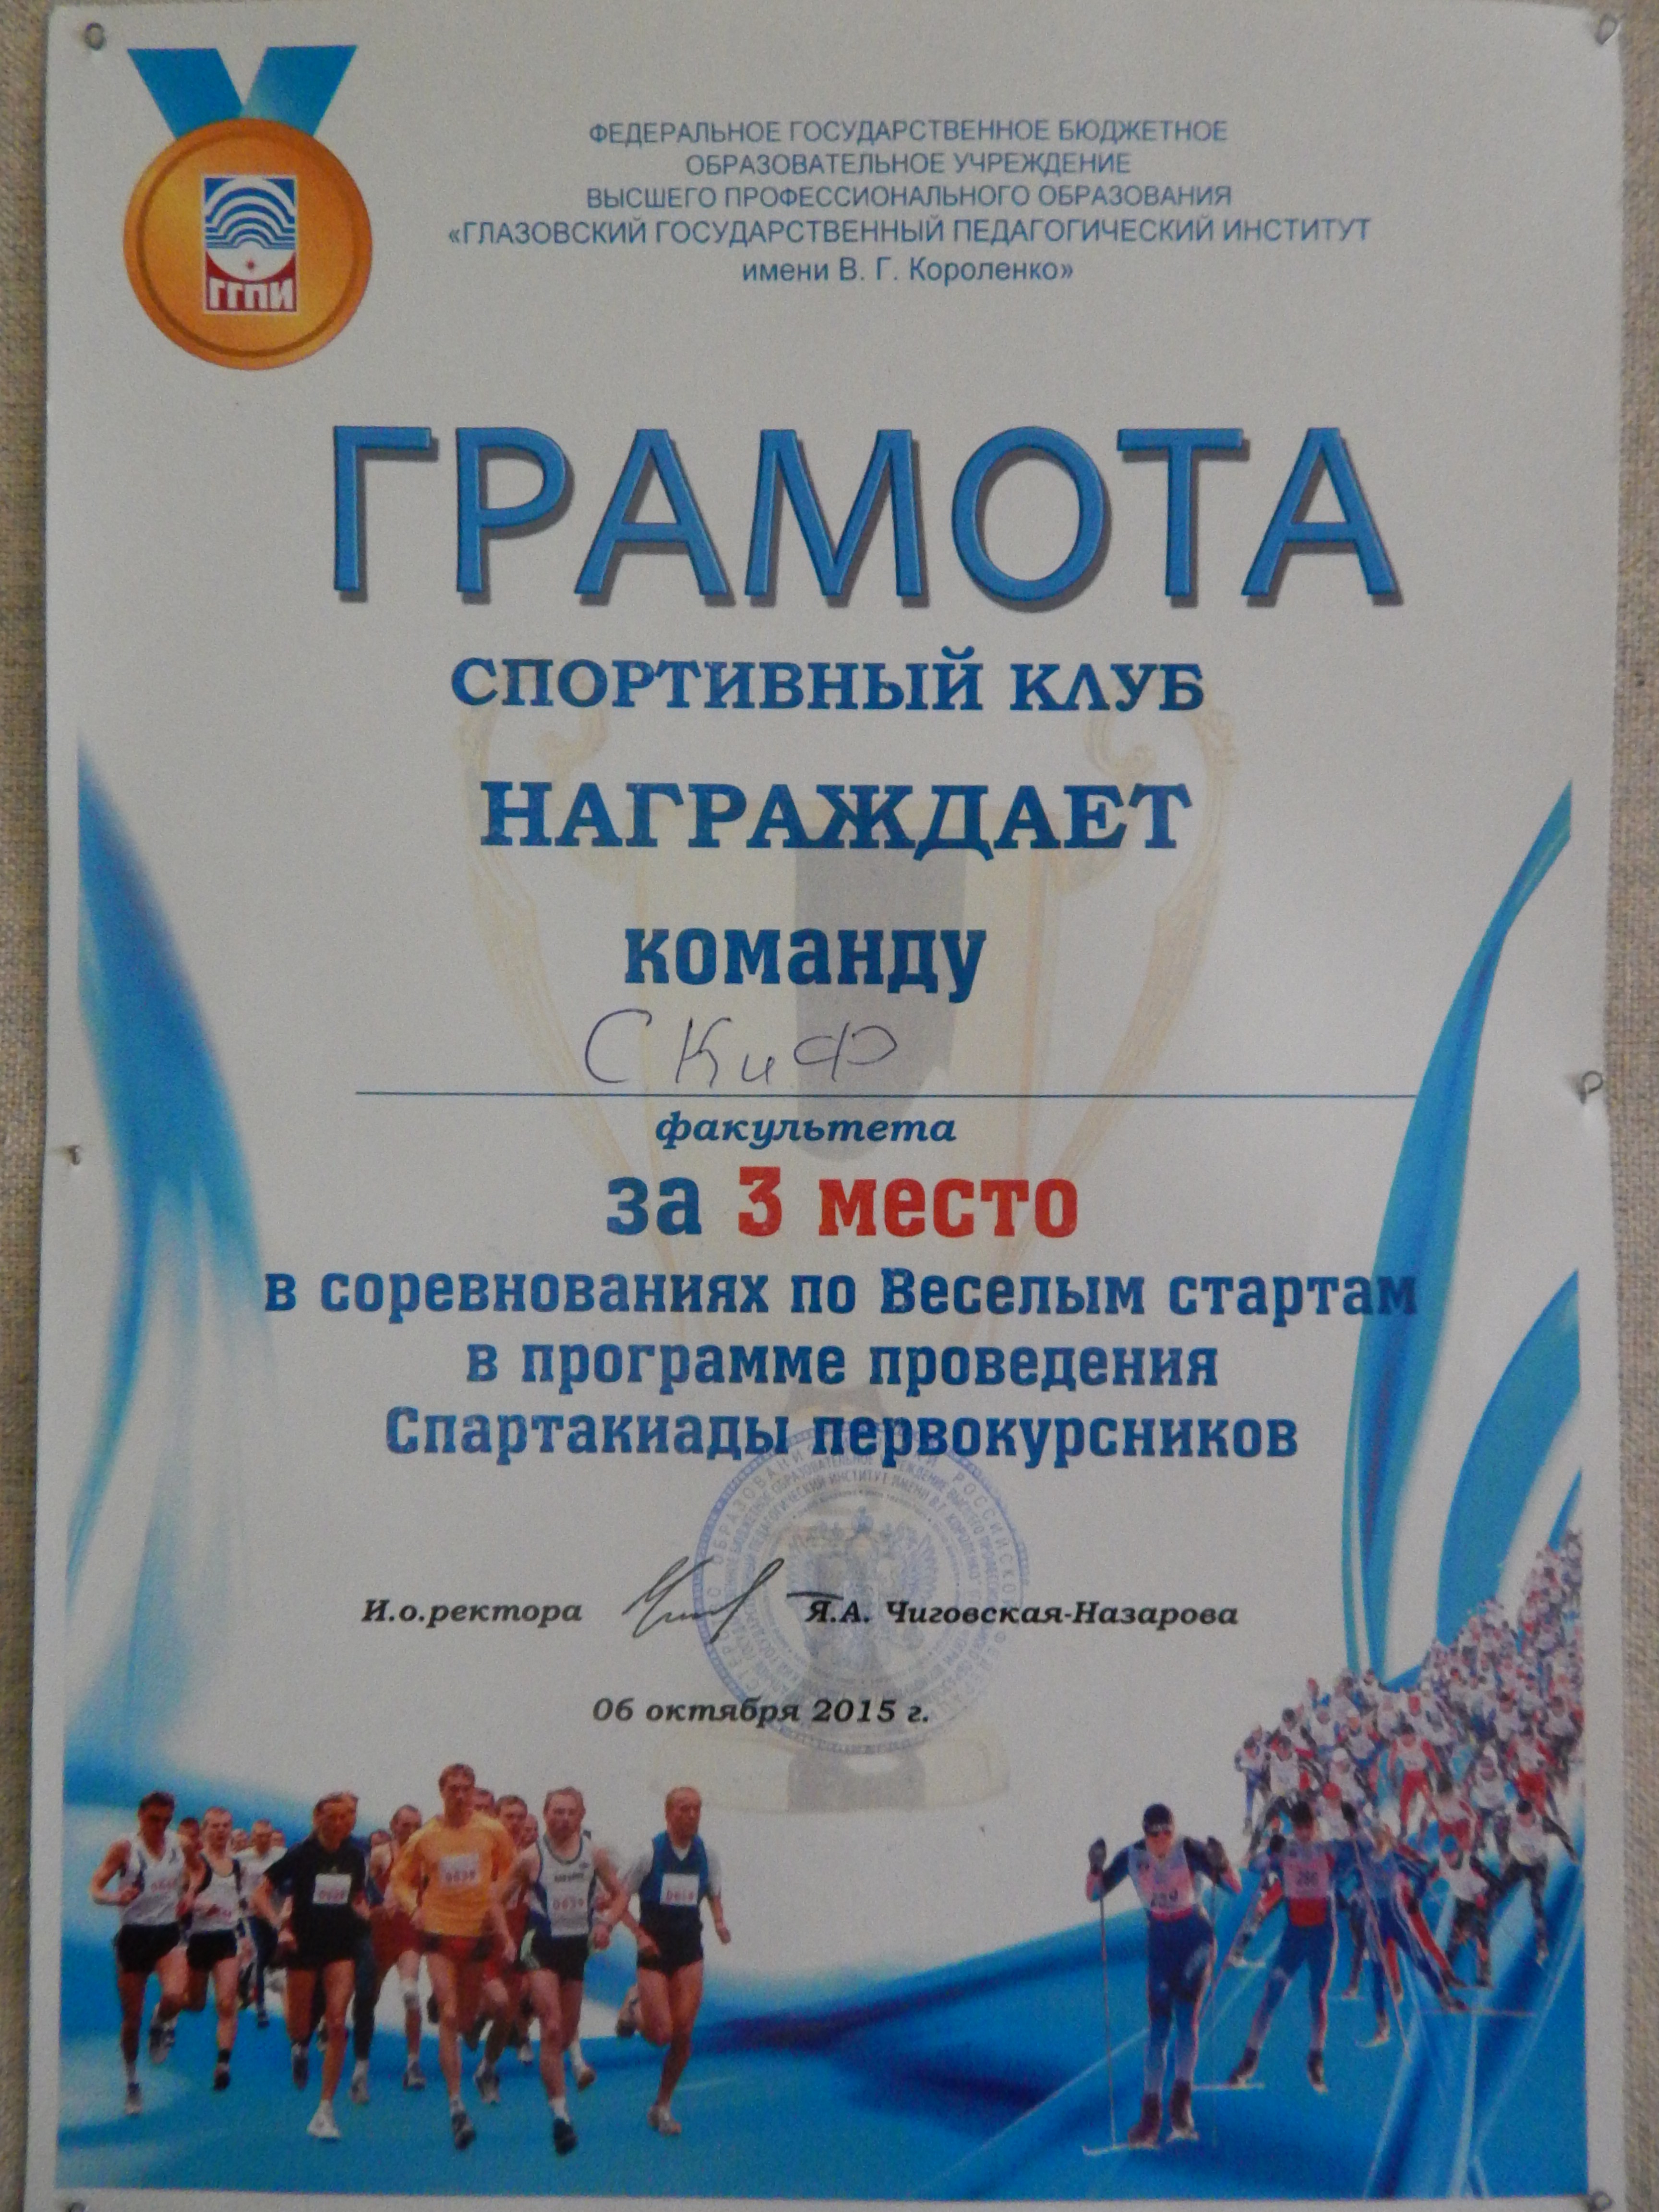 ФЕДЕРАЛЬНОЕ ГОСУДАРСТВЕННОЕ БЮДЖЕТНОЕ
ОБРАЗОВАТЕЛЬНОЕ УЧРЕЖДЕНИЕ
ВЫСШЕГО ПРОФЕССИОНАЛЬНОГО ОБРАЗОВАНИЯ
«ГЛАЗОВСКИЙ ГОСУДАРСТВЕННЫЙ ПЕДАГОГИЧЕСКИЙ ИНСТИТУТ
имени В. Г. Короленко»
ГГПИ
ГРАМОТА
СПОРТИВНЫЙ КЛУБ
НАГРАЖДАЕТ
команду
СКиФ
факультета
за 3 место
в соревнованиях по Веселым стартам
в программе проведения
Спартакиады первокурсников
И.о.ректора Я.А. Чиговская-Назарова
06 октября 2015 г.